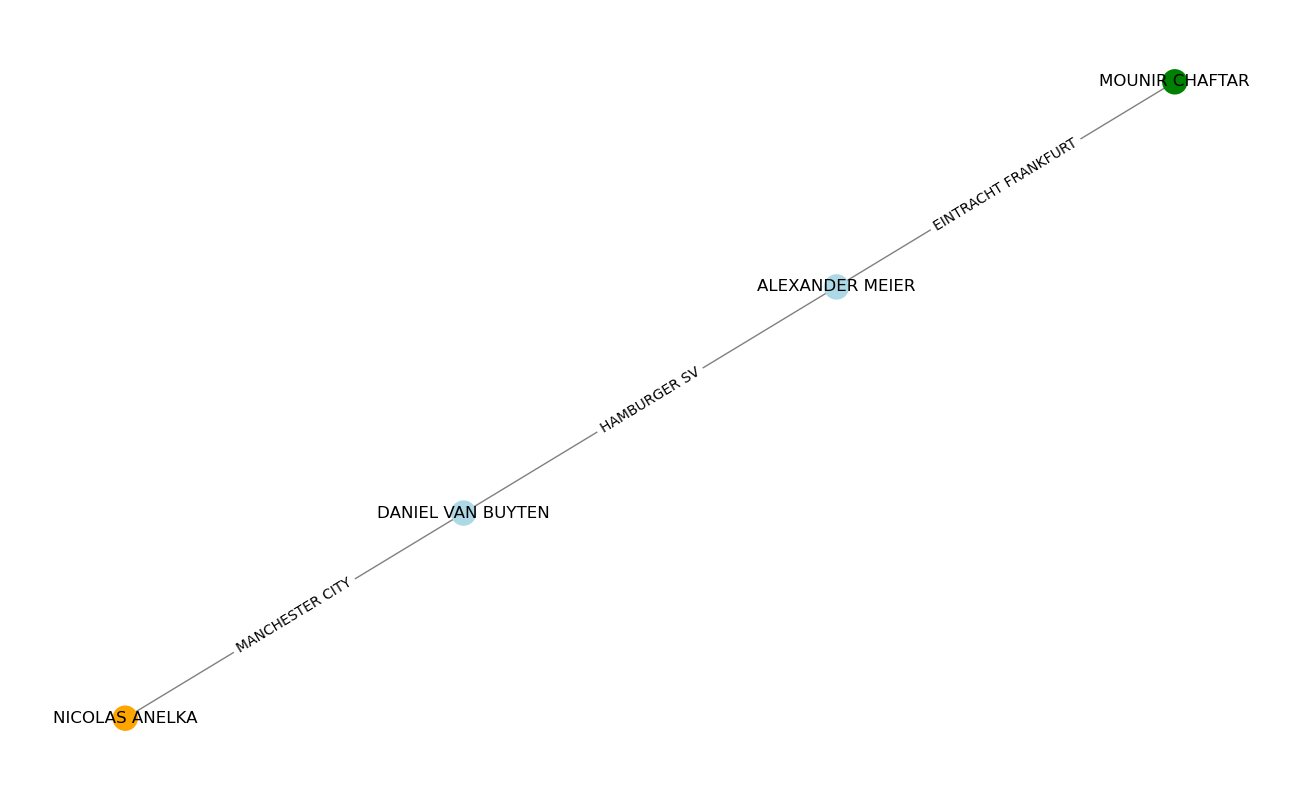 MOUNIR CHAFTAR
EINTRACHT FRANKFURT
ALEXANDER MEIER
HAMBURGER SV
DANIEL VAN BUYTEN
MANCHESTER CITY
NICOLAS ANELKA